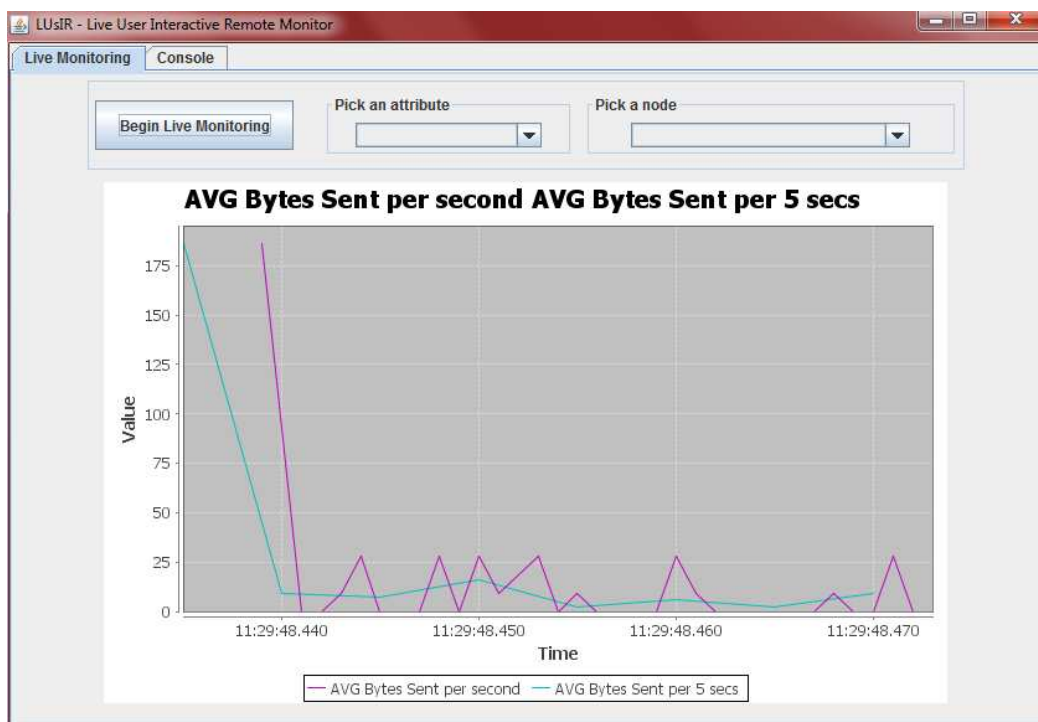 LUsIR - Live User Interactive Remote Monitor
Live Monitoring Console
Begin Live Monitoring
Pick an attribute
Pick a node
AVG Bytes Sent per second AVG Bytes Sent per 5 secs
Value
175
150
125
100
75
50
25
0
11:29:48.440 11:29:48.450 11:29:48.460 11:29:48.470
Time
AVG Bytes Sent per second AVG Bytes Sent per 5 secs